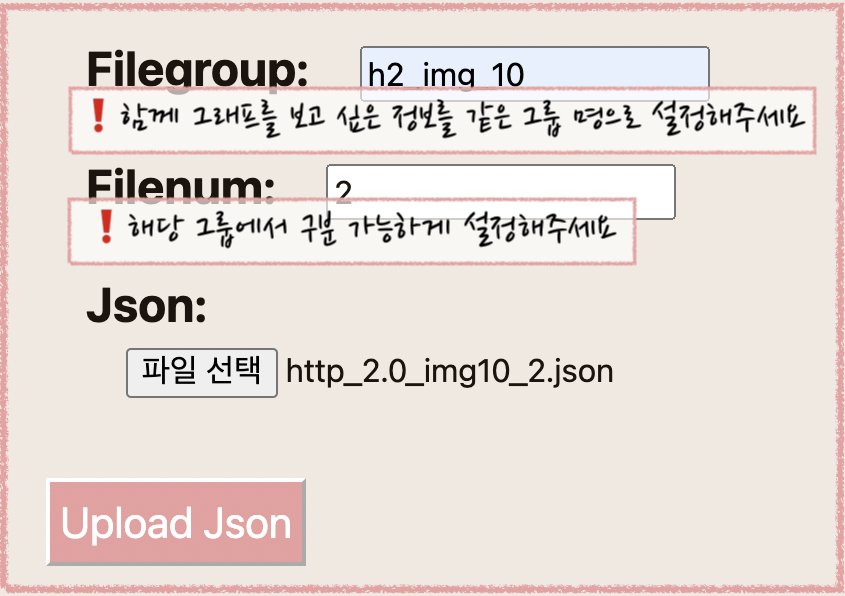 Filegroup: h2_img_10
❗ 함께 그래프를 보고 싶은 정보를 같은 그룹 명으로 설정해주세요
Filenum: 2
❗ 해당 그룹에서 구분 가능하게 설정해주세요
Json:
파일 선택 http_2.0_img10_2.json
Upload Json